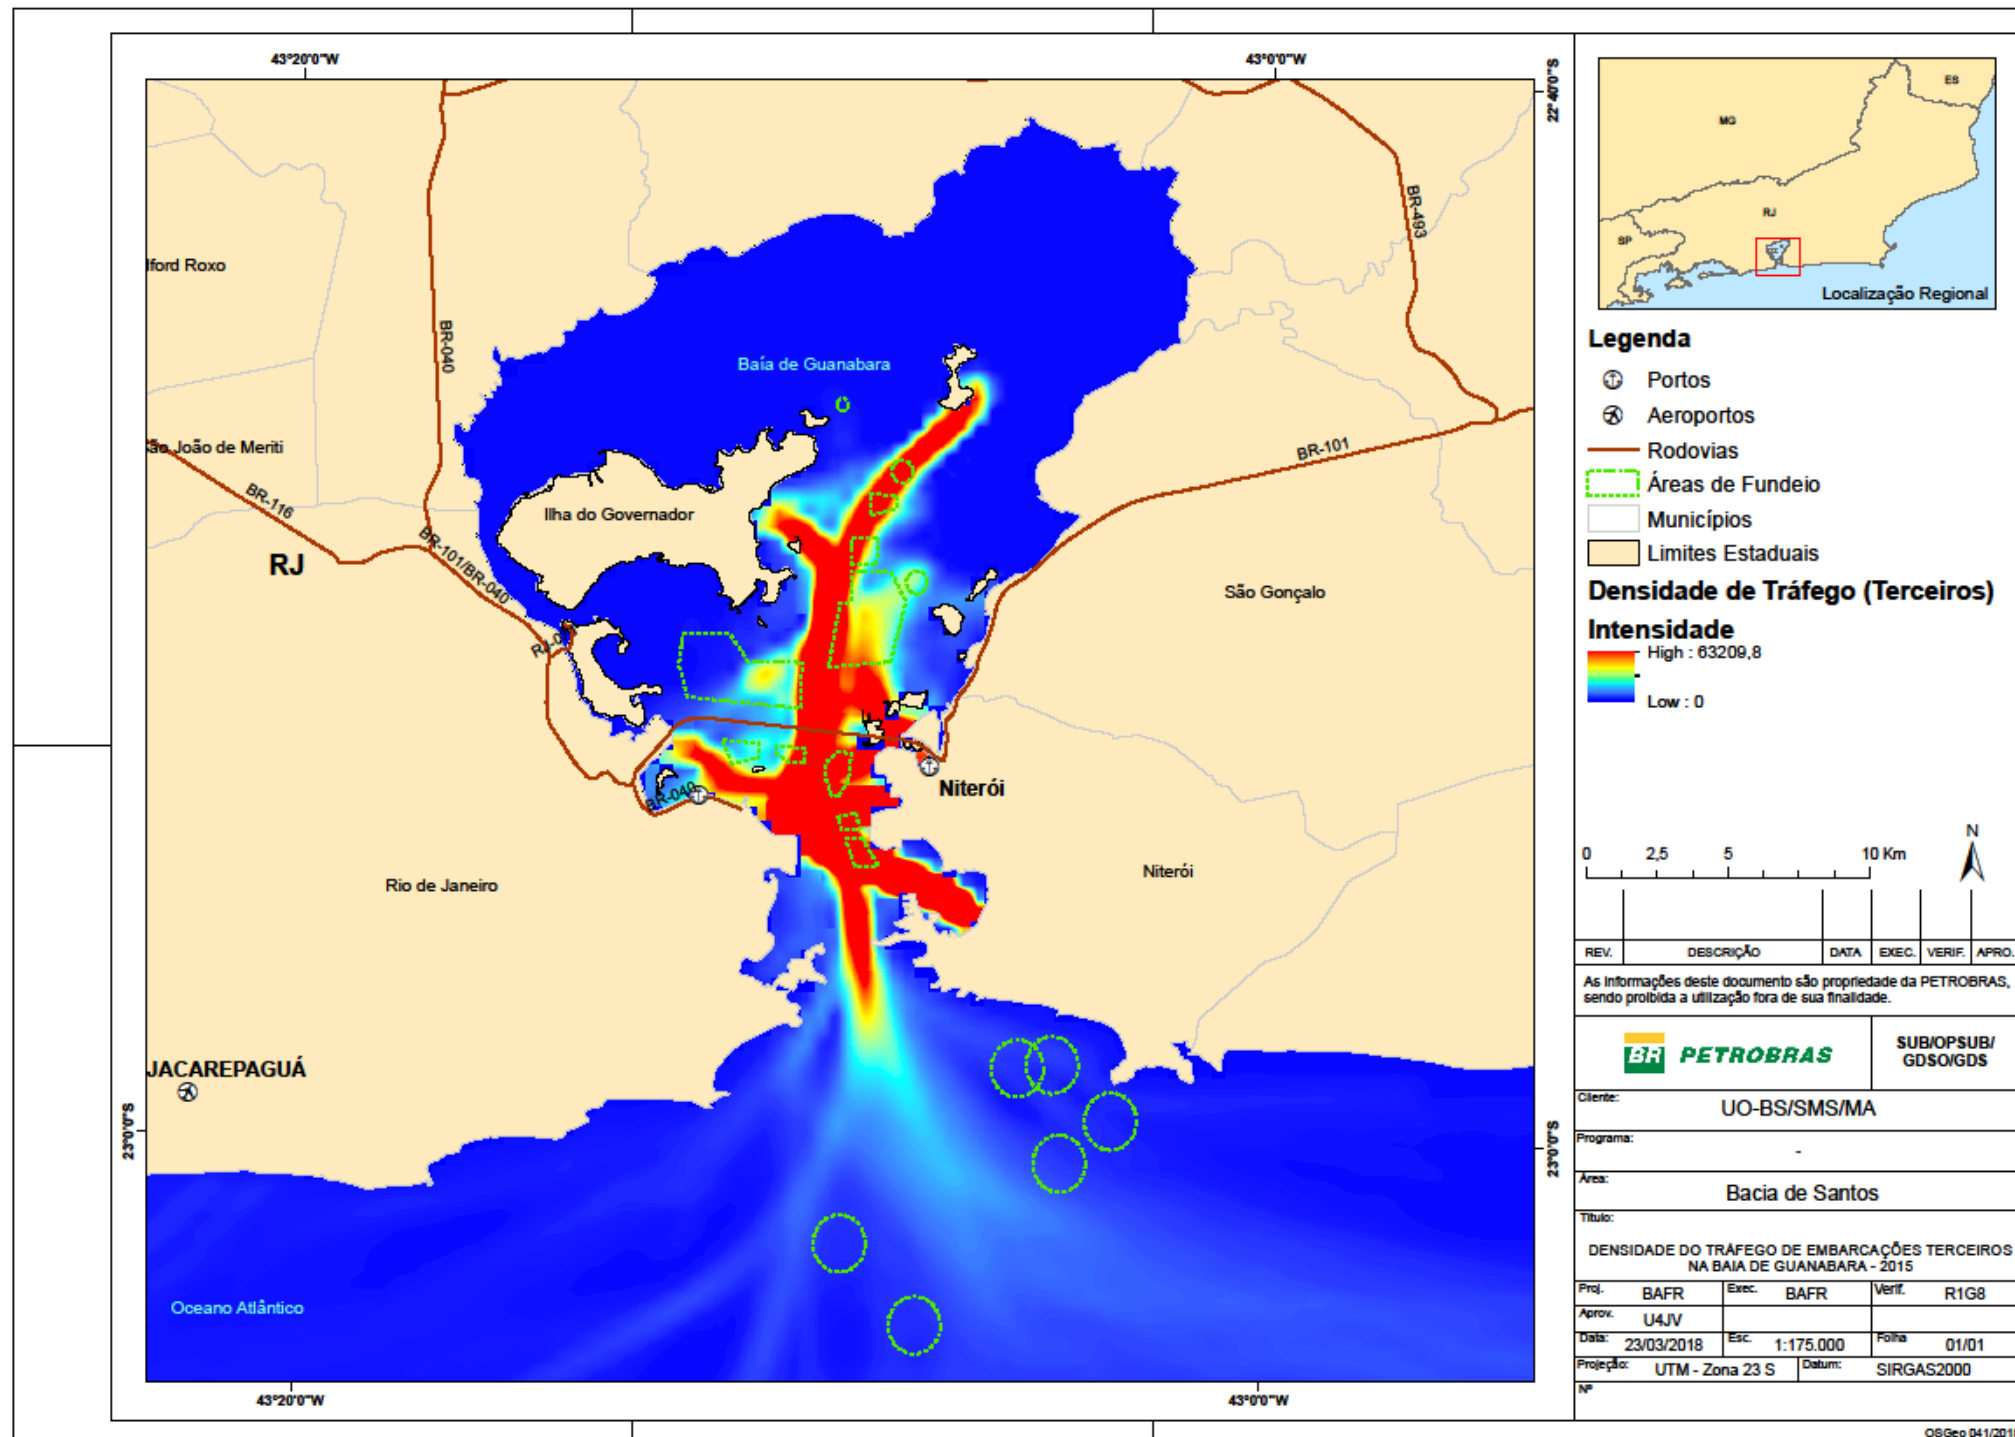 43°20'0"W
43°0'0"W
22°40'0"S
BR-493
lford Roxo
BR-040
Baía de Guanabara
BR-101
ão João de Meriti
BR-116
Ilha do Governador
BR-101/BR-040
RJ
São Gonçalo
Niterói
BR-040
Rio de Janeiro
Niterói
JACAREPAGUÁ
23°0'0"S
23°0'0"S
Oceano Atlântico
43°20'0"W
43°0'0"W
ES
MG
RJ
SP
Localização Regional
Legenda
Portos
Aeroportos
Rodovias
Áreas de Fundeio
Municípios
Limites Estaduais
Densidade de Tráfego (Terceiros)
Intensidade
High : 63209,8
Low : 0
N
0 2,5 5 10 Km
REV. DESCRIÇÃO DATA EXEC. VERIF. APRO.
As informações deste documento são propriedade da PETROBRAS,
sendo proibida a utilização fora de sua finalidade.
BR PETROBRAS
SUB/OPSUB/
GDSO/GDS
Cliente:
UO-BS/SMS/MA
Programa:
-
Área:
Bacia de Santos
Título:
DENSIDADE DO TRÁFEGO DE EMBARCAÇÕES TERCEIROS
NA BAIA DE GUANABARA - 2015
Proj. BAFR Exec. BAFR Verif. R1G8
Aprov. U4JV
Data: 23/03/2018 Esc. 1:175.000 Folha 01/01
Projeção: UTM - Zona 23 S Datum: SIRGAS2000
Nº